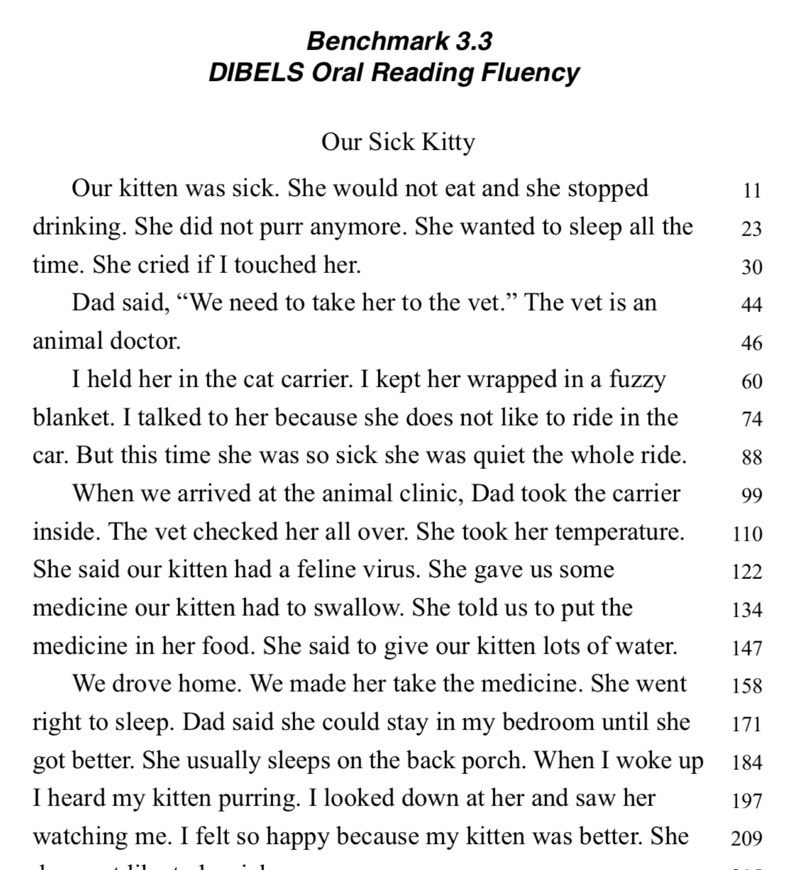 Benchmark 3.3
DIBELS Oral Reading Fluency
Our Sick Kitty
Our kitten was sick. She would not eat and she stopped 11
drinking. She did not purr anymore. She wanted to sleep all the 23
time. She cried if I touched her. 30
Dad said, “We need to take her to the vet.” The vet is an 44
animal doctor. 46
I held her in the cat carrier. I kept her wrapped in a fuzzy 60
blanket. I talked to her because she does not like to ride in the 74
car. But this time she was so sick she was quiet the whole ride. 88
When we arrived at the animal clinic, Dad took the carrier 99
inside. The vet checked her all over. She took her temperature. 110
She said our kitten had a feline virus. She gave us some 122
medicine our kitten had to swallow. She told us to put the 134
medicine in her food. She said to give our kitten lots of water. 147
We drove home. We made her take the medicine. She went 158
right to sleep. Dad said she could stay in my bedroom until she 171
got better. She usually sleeps on the back porch. When I woke up 184
I heard my kitten purring. I looked down at her and saw her 197
watching me. I felt so happy because my kitten was better. She 209